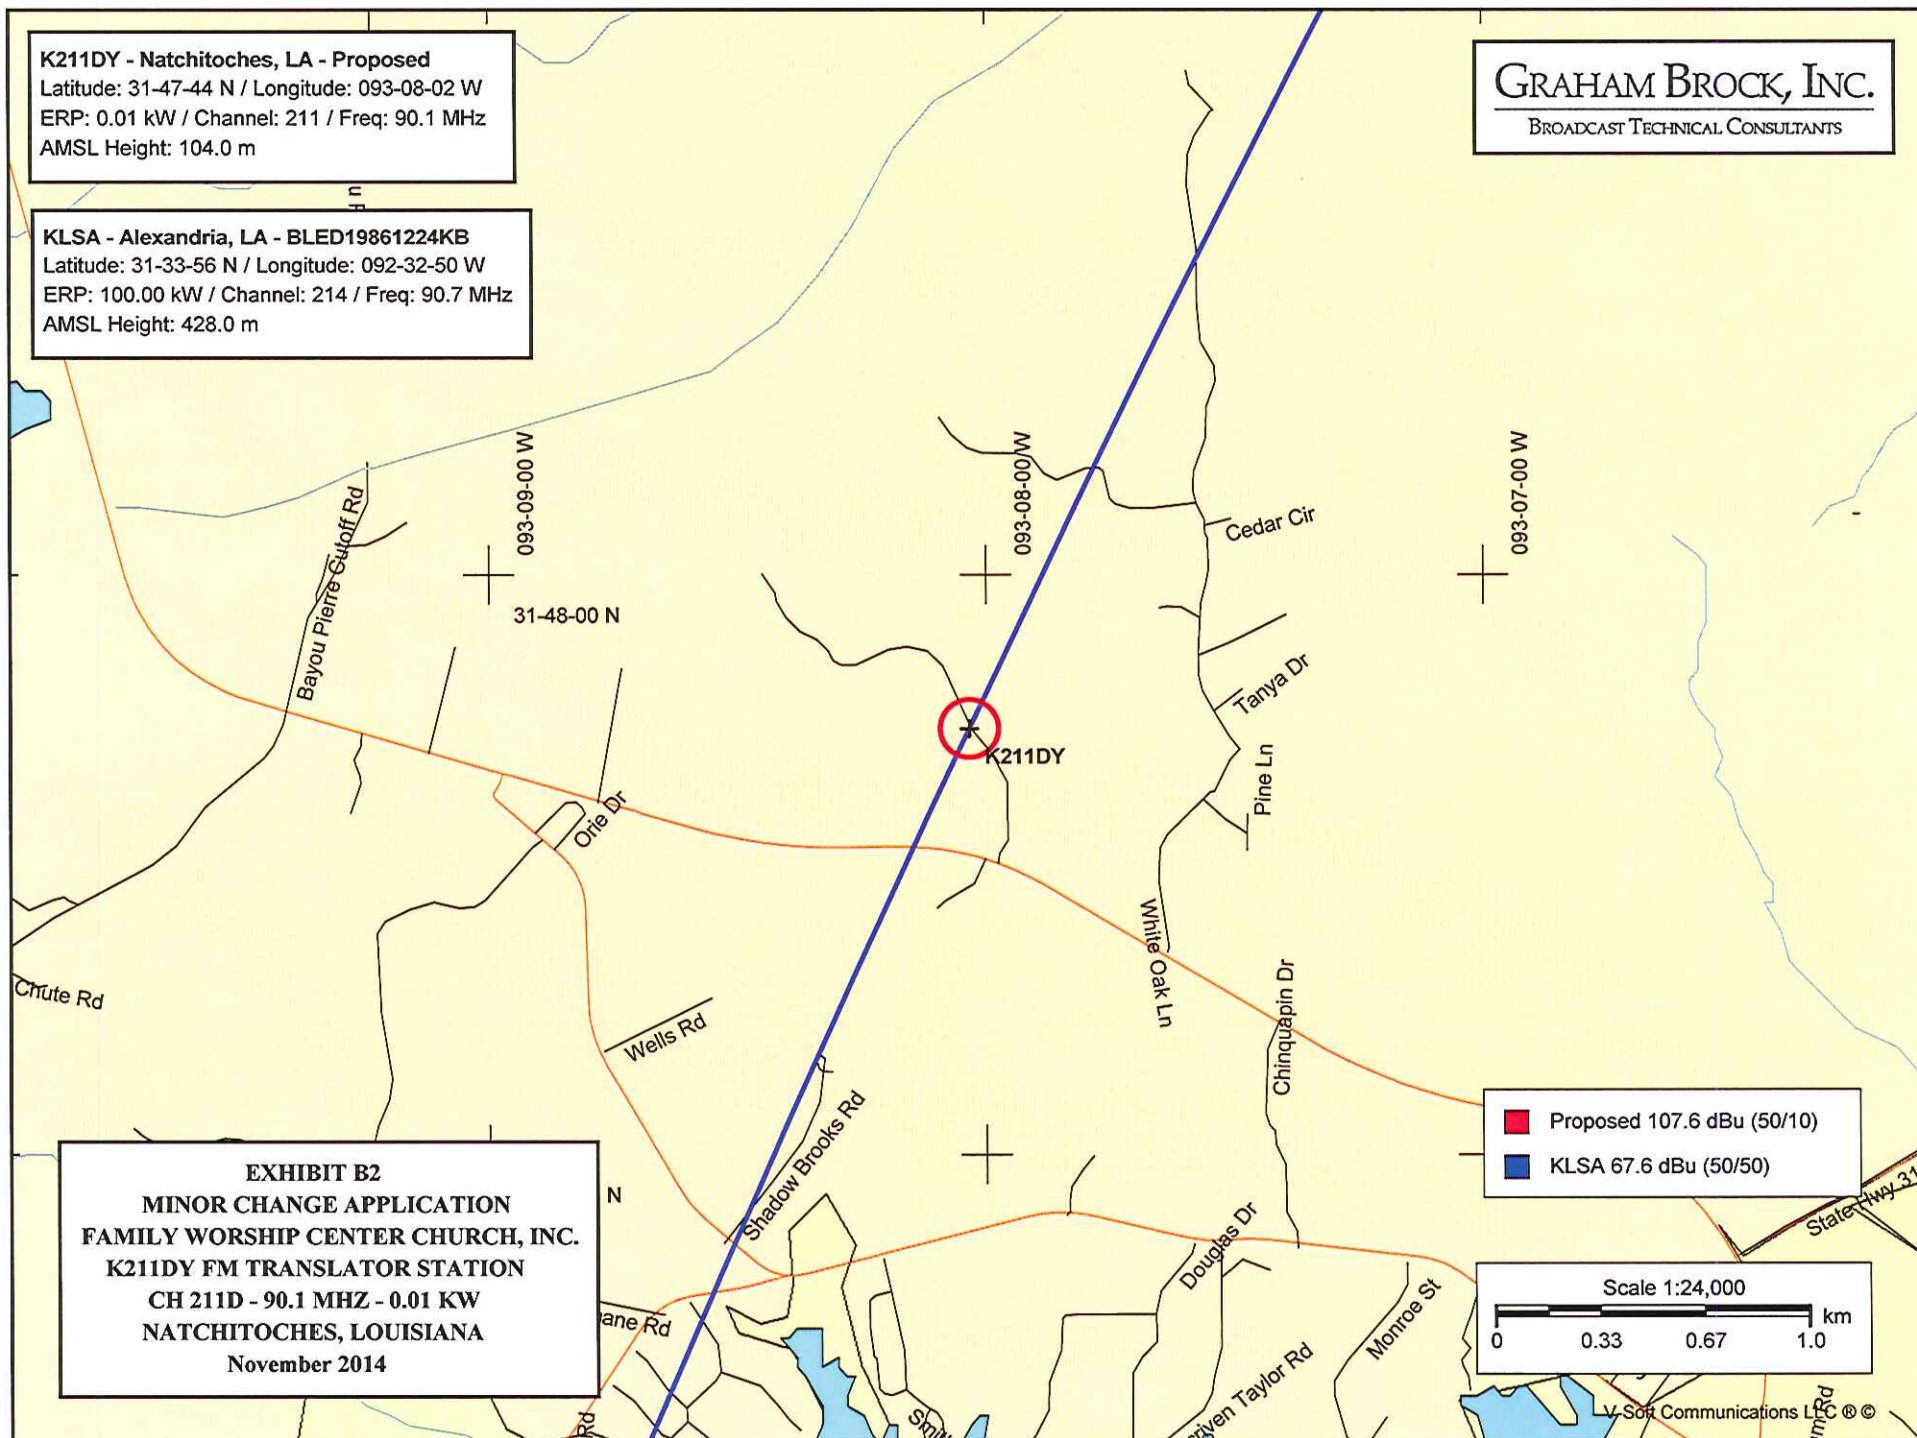 K211DY - Natchitoches, LA - Proposed
Latitude: 31-47-44 N / Longitude: 093-08-02 W
ERP: 0.01 kW / Channel: 211 / Freq: 90.1 MHz
AMSL Height: 104.0 m
KLSA - Alexandria, LA - BLED19861224KB
Latitude: 31-33-56 N / Longitude: 092-32-50 W
ERP: 100.00 kW / Channel: 214 / Freq: 90.7 MHz
AMSL Height: 428.0 m
GRAHAM BROCK, INC.
BROADCAST TECHNICAL CONSULTANTS
093-09-00 W
093-08-00 W
093-07-00 W
Bayou Pierre Cutoff Rd
Cedar Cir
31-48-00 N
Tanya Dr
K211DY
Pine Ln
Orie Dr
White Oak Ln
Chute Rd
Chinquapin Dr
Wells Rd
Shadow Brooks Rd
Proposed 107.6 dBu (50/10)
KLSA 67.6 dBu (50/50)
EXHIBIT B2
MINOR CHANGE APPLICATION
FAMILY WORSHIP CENTER CHURCH, INC.
K211DY FM TRANSLATOR STATION
CH 211D - 90.1 MHZ - 0.01 KW
NATCHITOCHES, LOUISIANA
November 2014
N
State Hwy 31
Douglas Dr
Monroe St
Scale 1:24,000
km
0 0.33 0.67 1.0
Rd
Taylor Rd
Rd
Rd
V-Soft Communications LLC ® ©